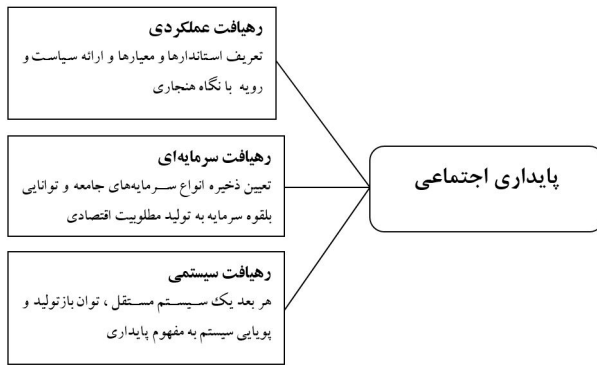 رهیافت عملکردی
تعریف استاندارها و معیارها و ارائه سیاست و
رویه با نگاه هنجاری
پایداری اجتماعی
رهیافت سرمایه‌ای
تعیین ذخیره انواع سرمایه‌های جامعه و توانایی
بلقوه سرمایه به تولید مطلوبیت اقتصادی
رهیافت سیستمی
هر بعد یک سیستم مستقل ، توان بازتولید و
پویایی سیستم به مفهوم پایداری